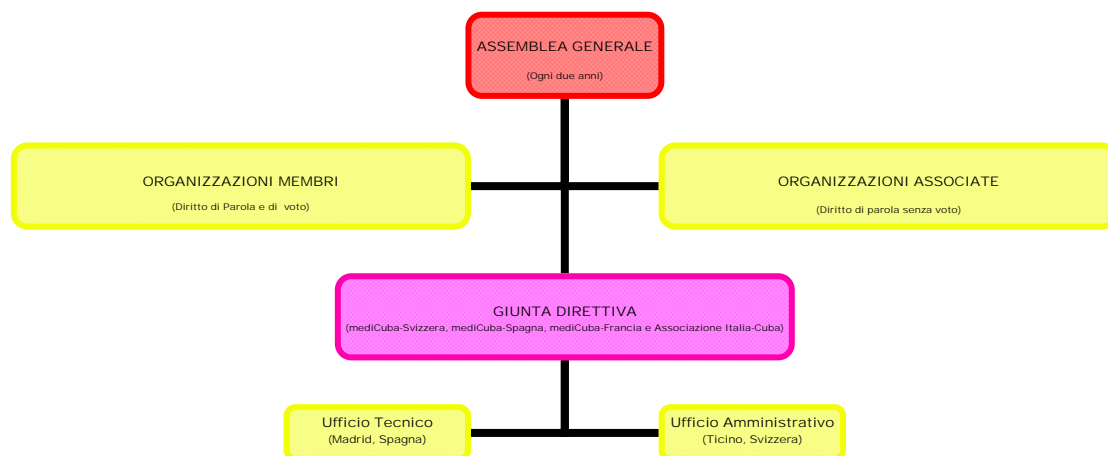 ASSEMBLEA GENERALE
(Ogni due anni)
ORGANIZZAZIONI MEMBRI
(Diritto di Parola e di voto)
ORGANIZZAZIONI ASSOCIATE
(Diritto di parola senza voto)
GIUNTA DIRETTIVA
(mediCuba-Svizzera, mediCuba-Spagna, mediCuba-Francia e Associazione Italia-Cuba)
Ufficio Tecnico
(Madrid, Spagna)
Ufficio Amministrativo
(Ticino, Svizzera)